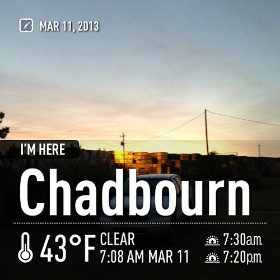 MAR 11, 2013
I'M HERE
Chadbourn
43°F CLEAR 7:30a.m.
7:08 AM MAR 11 7:20p.m.